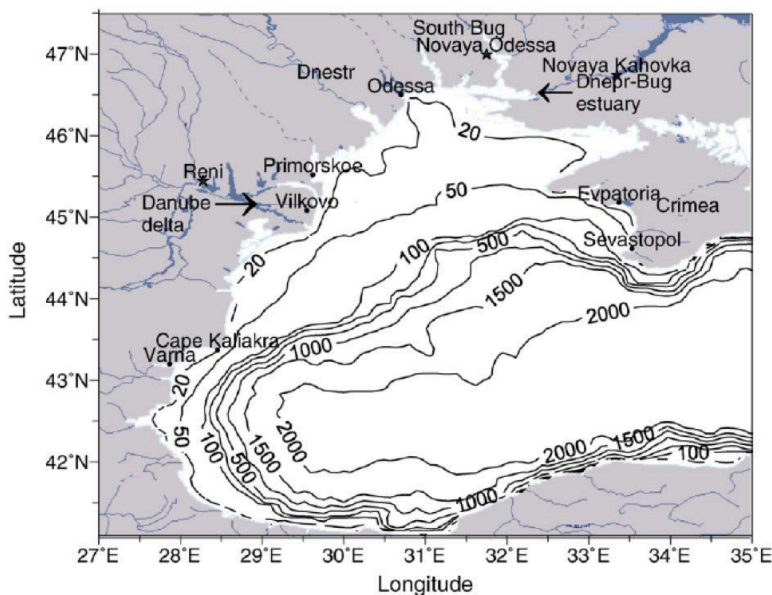 South Bug
Novaya Odessa
Novaya Kahovka
Dnestr
Odessa
Dnepr-Bug
estuary
20
Primorskoe
Reni
50
Evpatoria
Danube
delta
Vilkovo
Crimea
Sevastopol
20
100
500
1500
2000
Cape Kaliakra
Varna
1000
20
50
100
500
1500
2000
2000
1500
100
1000
47°N
46°N
45°N
44°N
43°N
42°N
Latitude
27°E
28°E
29°E
30°E
31°E
32°E
33°E
34°E
35°E
Longitude